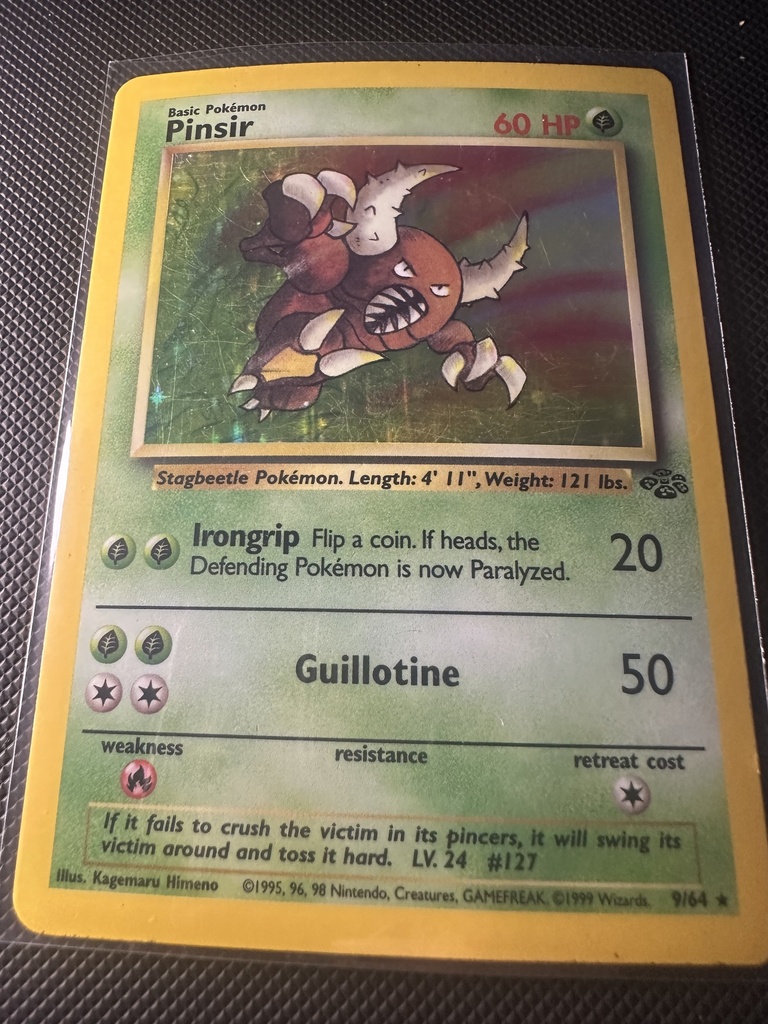 Basic Pokémon
Pinsir 60 HP
Stagbeetle Pokémon. Length: 4' 11", Weight: 121 lbs.
Irongrip Flip a coin. If heads, the
Defending Pokémon is now Paralyzed. 20
Guillotine 50
weakness resistance retreat cost
If it fails to crush the victim in its pincers, it will swing its
victim around and toss it hard. LV. 24 #127
Illus. Kagemaru Himeno ©1995, 96, 98 Nintendo, Creatures, GAMEFREAK. ©1999 Wizards. 9/64 ★